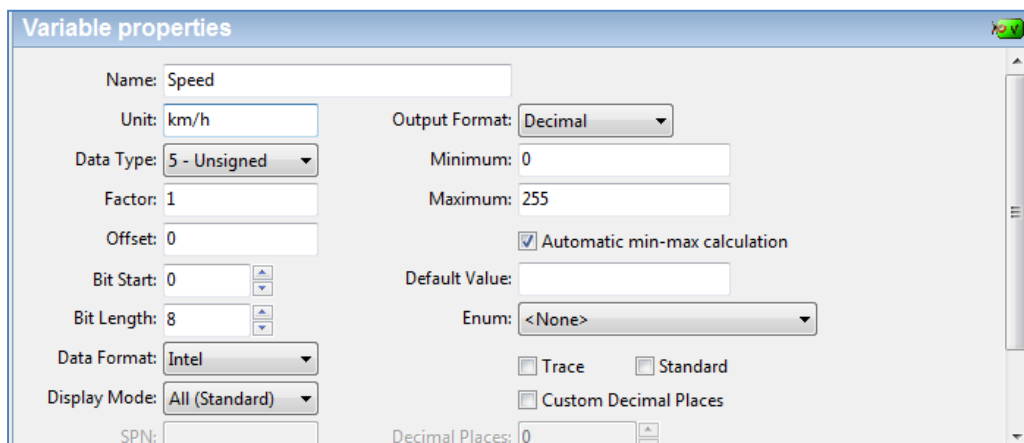 Variable properties
Name: Speed
Unit: km/h
Output Format: Decimal
Data Type: 5 - Unsigned
Minimum: 0
Factor: 1
Maximum: 255
Offset: 0
Automatic min-max calculation
Bit Start: 0
Default Value:
Bit Length: 8
Enum: <None>
Data Format: Intel
Trace
Standard
Display Mode: All (Standard)
Custom Decimal Places
SPN:
Decimal Places: 0